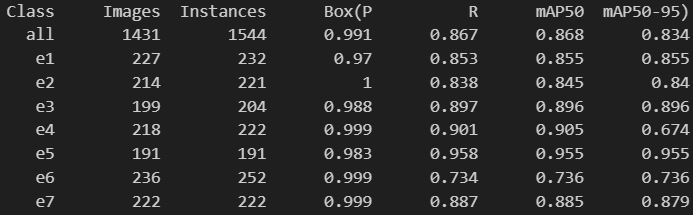 Class Images Instances Box(P R mAP50 mAP50-95)
all 1431 1544 0.991 0.867 0.868 0.834
e1 227 232 0.97 0.853 0.855 0.855
e2 214 221 1 0.838 0.845 0.84
e3 199 204 0.988 0.897 0.896 0.896
e4 218 222 0.999 0.901 0.905 0.674
e5 191 191 0.983 0.958 0.955 0.955
e6 236 252 0.999 0.734 0.736 0.736
e7 222 222 0.999 0.887 0.885 0.879